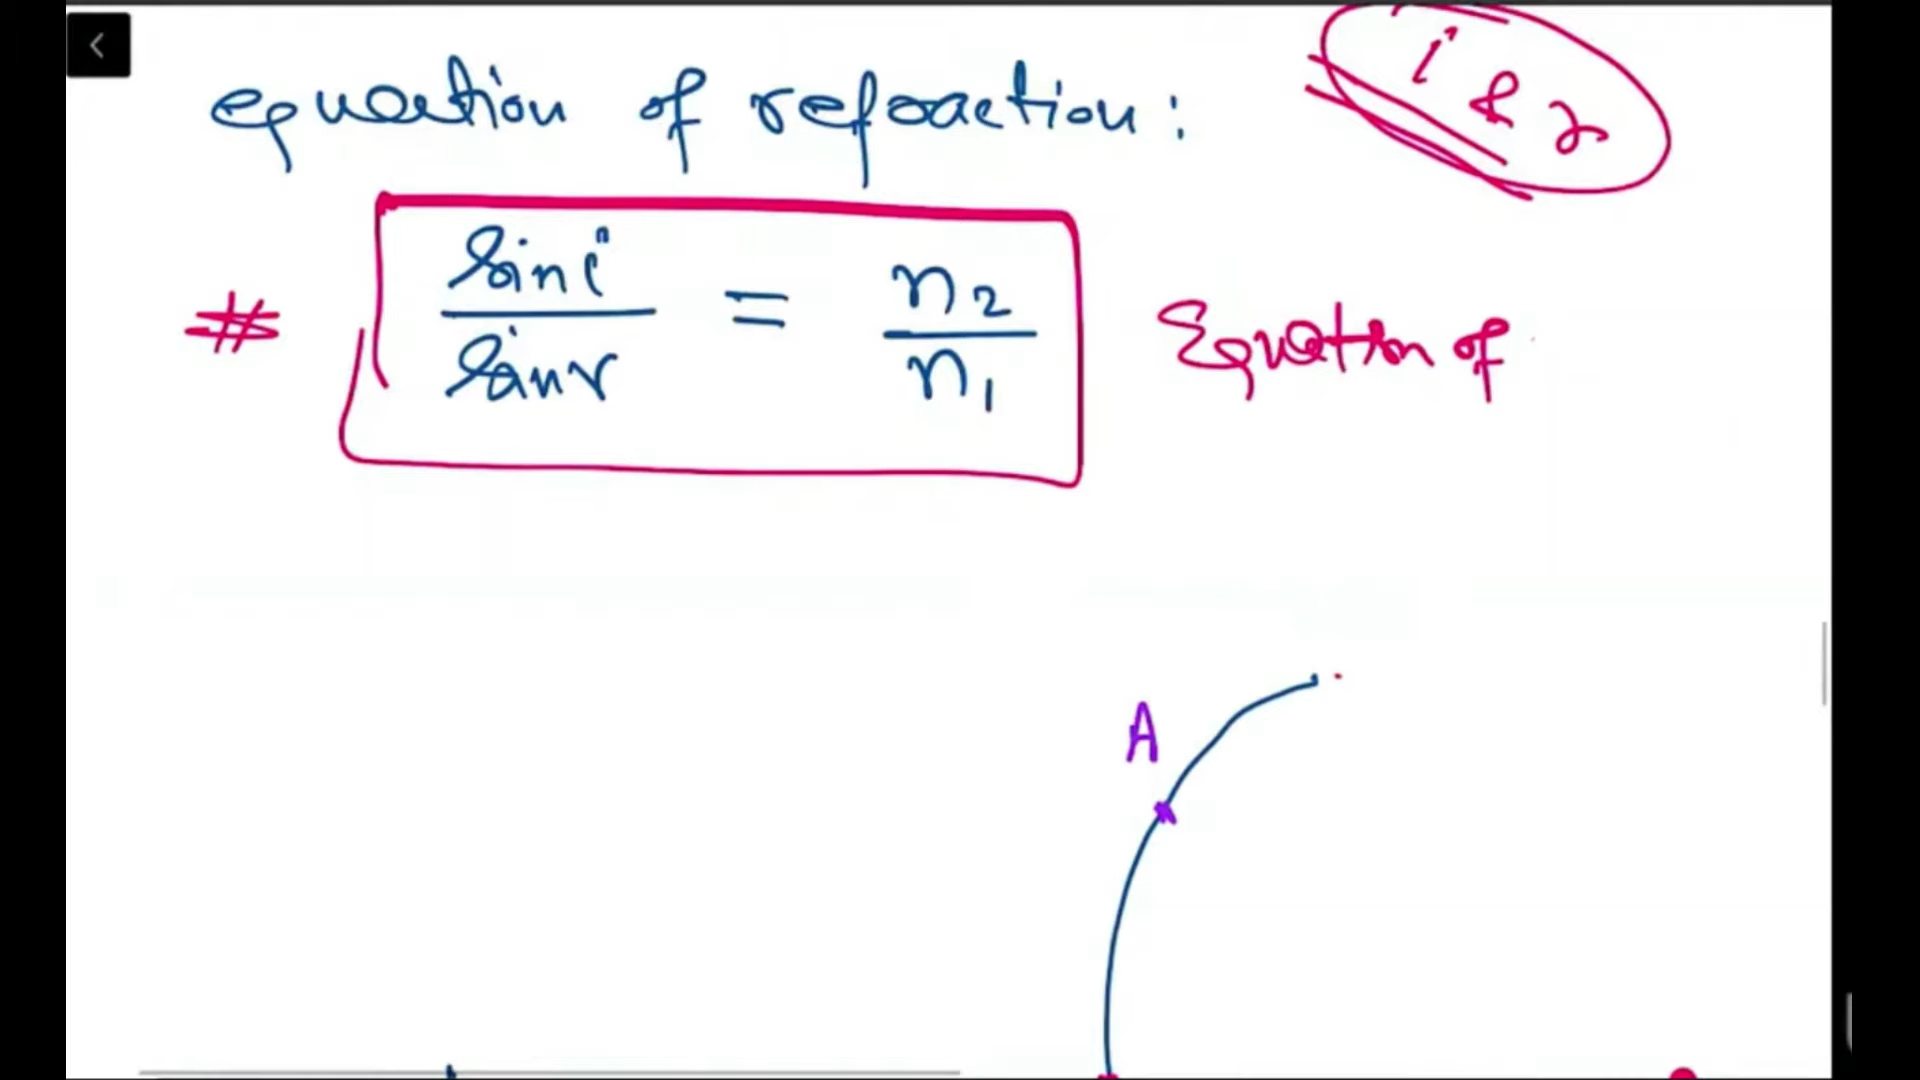 equation of refraction:
i & r
# sin i / sin r = n₂ / n₁
Equation of
A